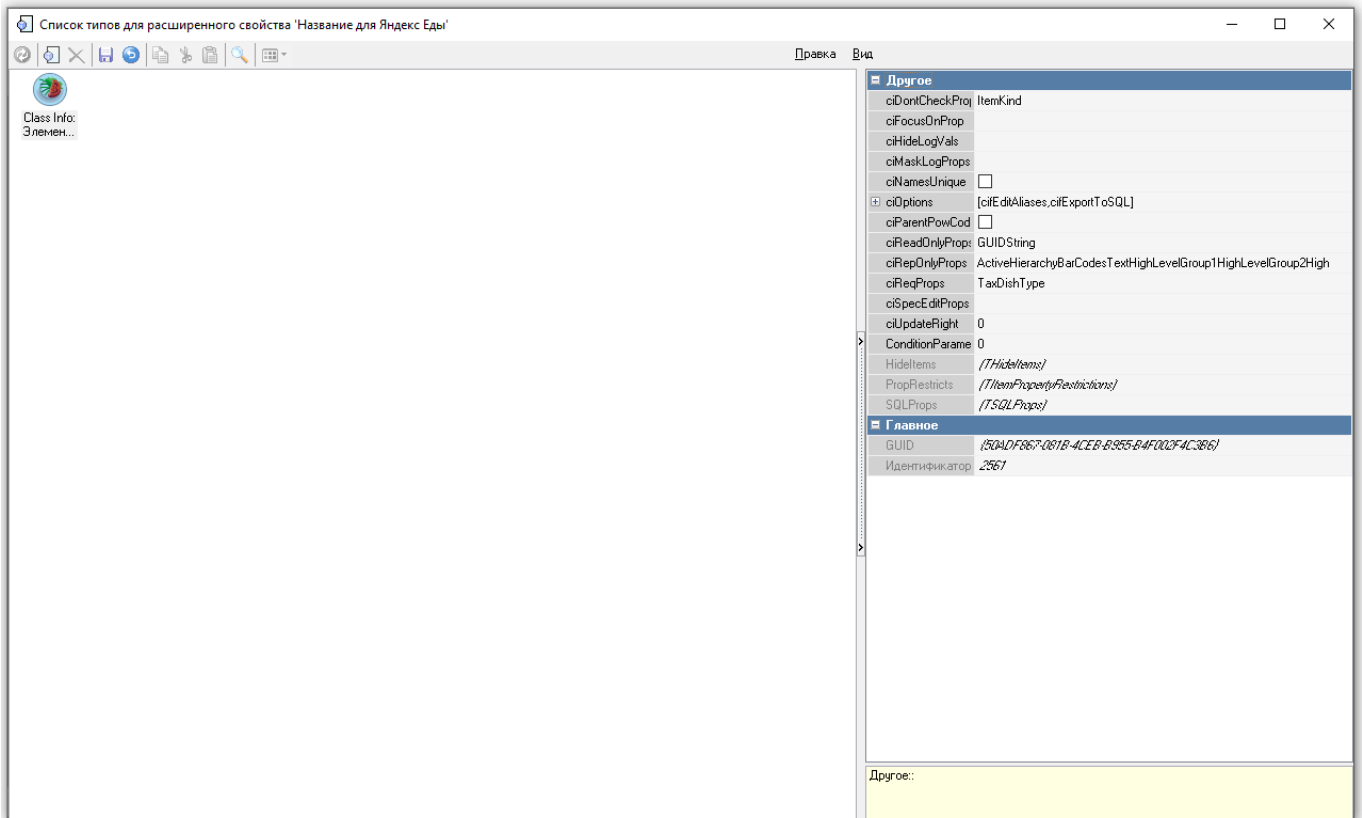 Список типов для расширенного свойства 'Название для Яндекс Еды'
Правка Вид
Class Info:
Элемен...
Другое
ciDontCheckProj ItemKind
ciFocusOnProp
ciHideLogVals
ciMaskLogProps
ciNamesUnique
ciOptions [cifEditAliases,cifExportToSQL]
ciParentPowCod
ciReadOnlyProps GUIDString
ciRepOnlyProps ActiveHierarchyBarCodesTextHighLevelGroup1HighLevelGroup2High
ciReqProps TaxDishType
ciSpecEditProps
ciUpdateRight 0
ConditionParame 0
HideItems (THideItems)
PropRestricts (TItemPropertyRestrictions)
SQLProps (TSQLProps)
Главное
GUID {50ADF867-081B-4CEB-B955-B4F002F4C3B6}
Идентификатор 2561
Другое::